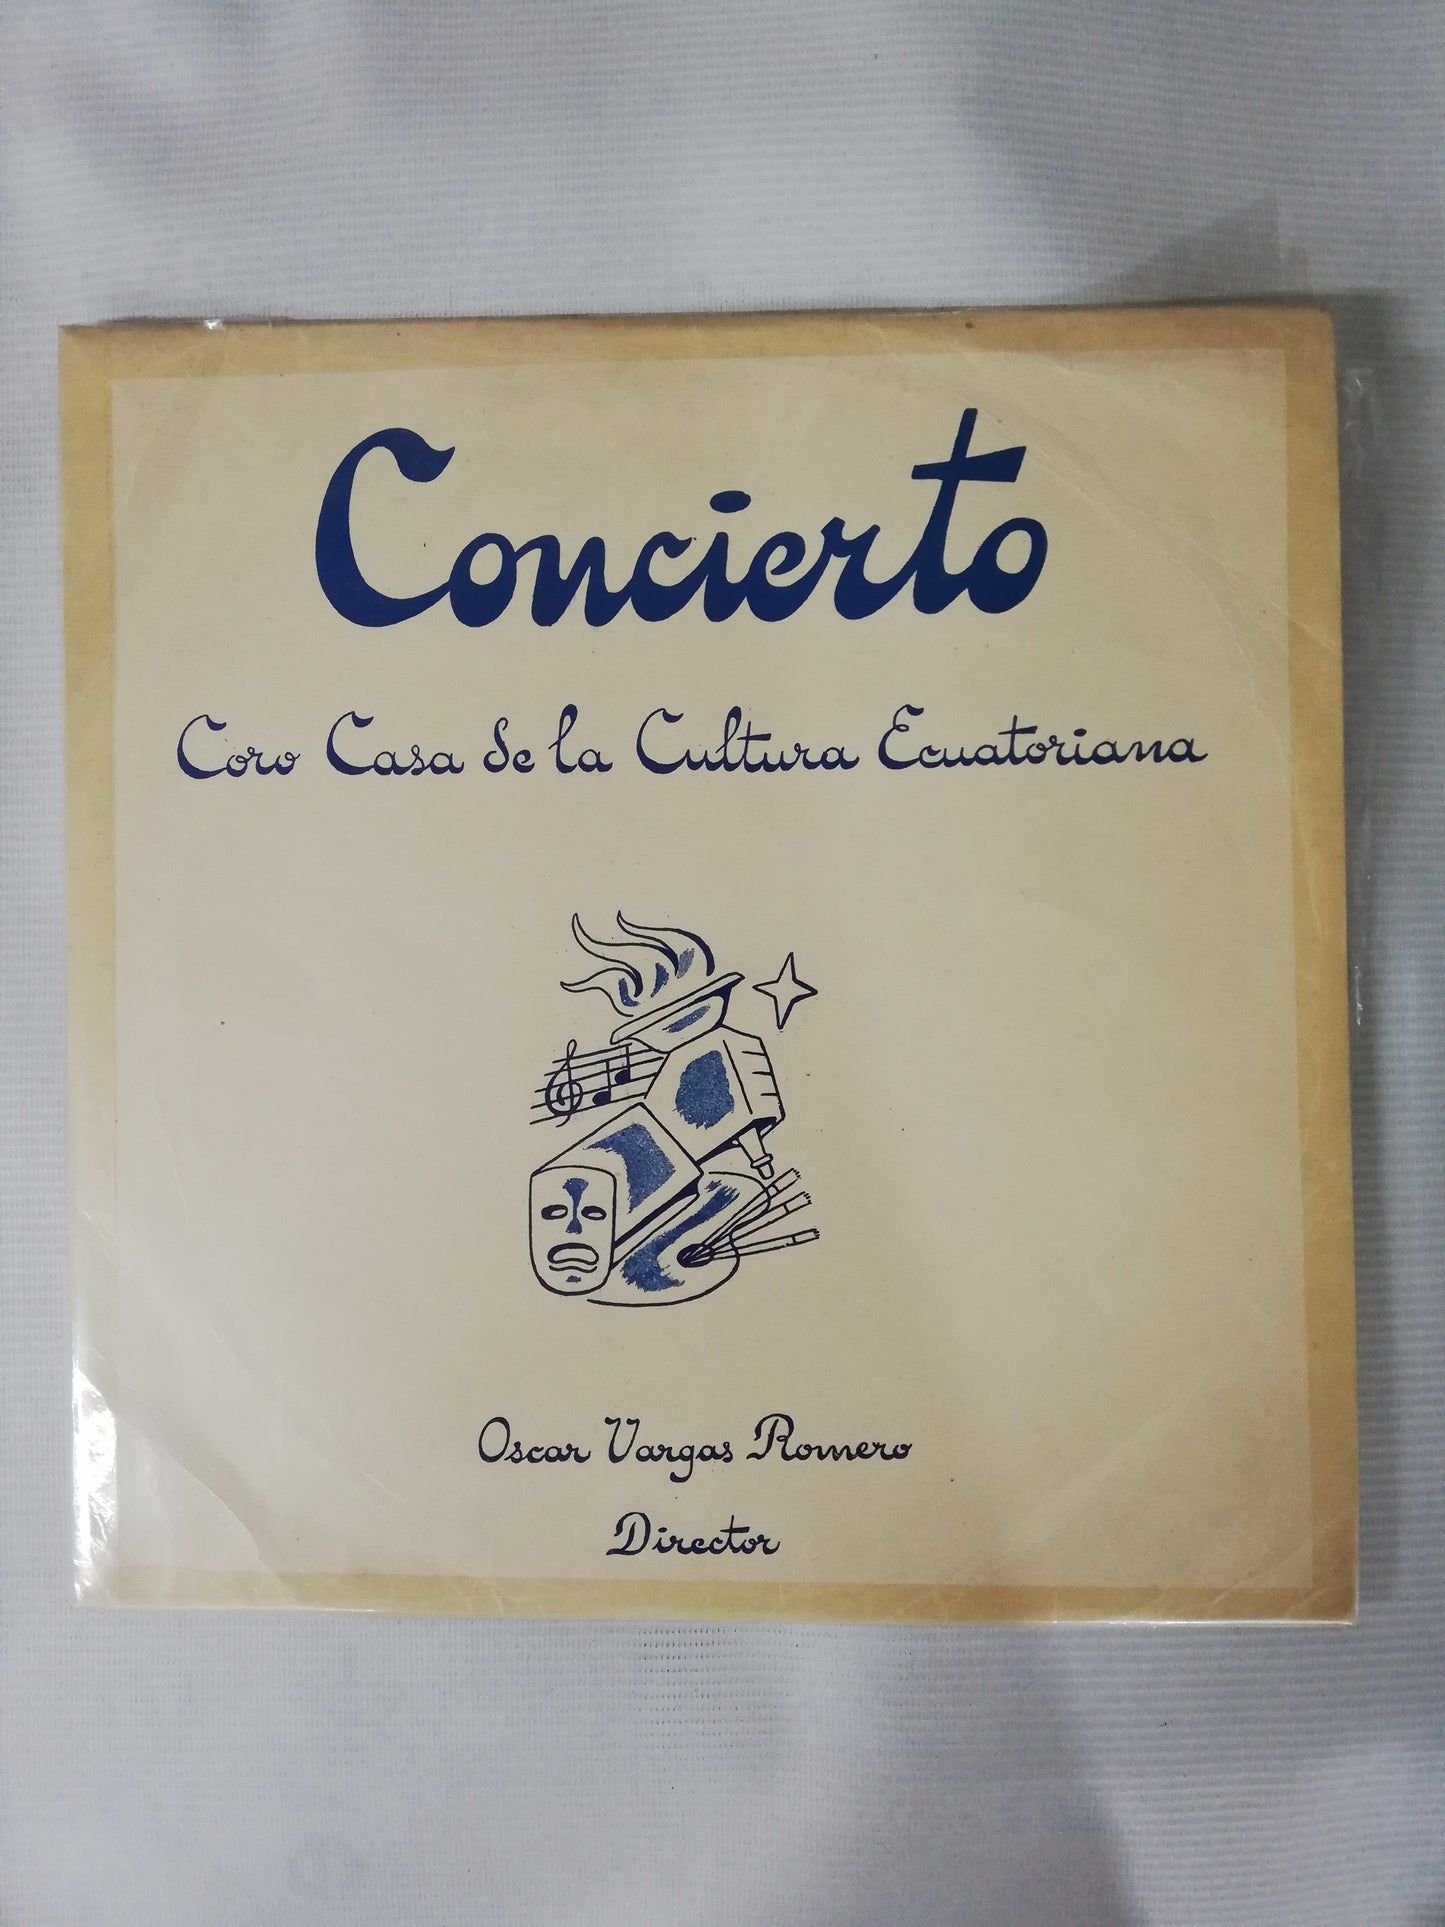 Concierto
Coro Casa de la Cultura Ecuatoriana
Oscar Vargas Romero
Director